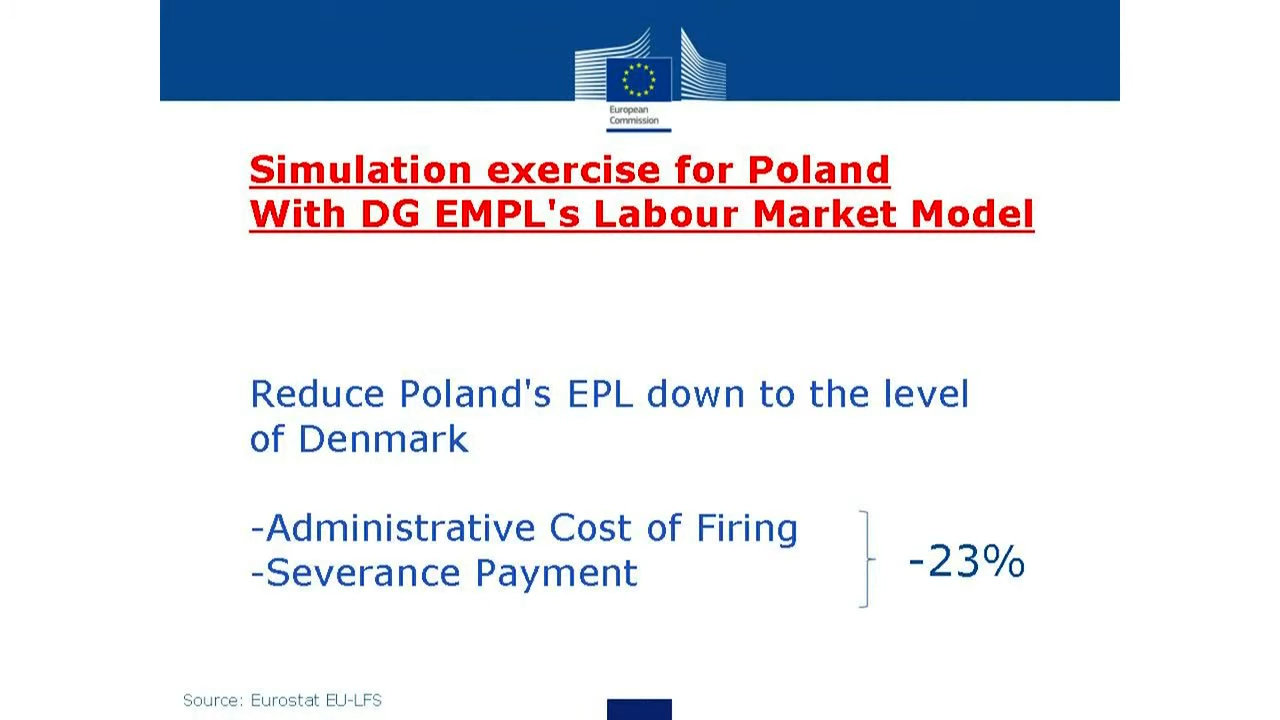 European
Commission
Simulation exercise for Poland
With DG EMPL's Labour Market Model
Reduce Poland's EPL down to the level
of Denmark
-Administrative Cost of Firing
-Severance Payment
-23%
Source: Eurostat EU-LFS